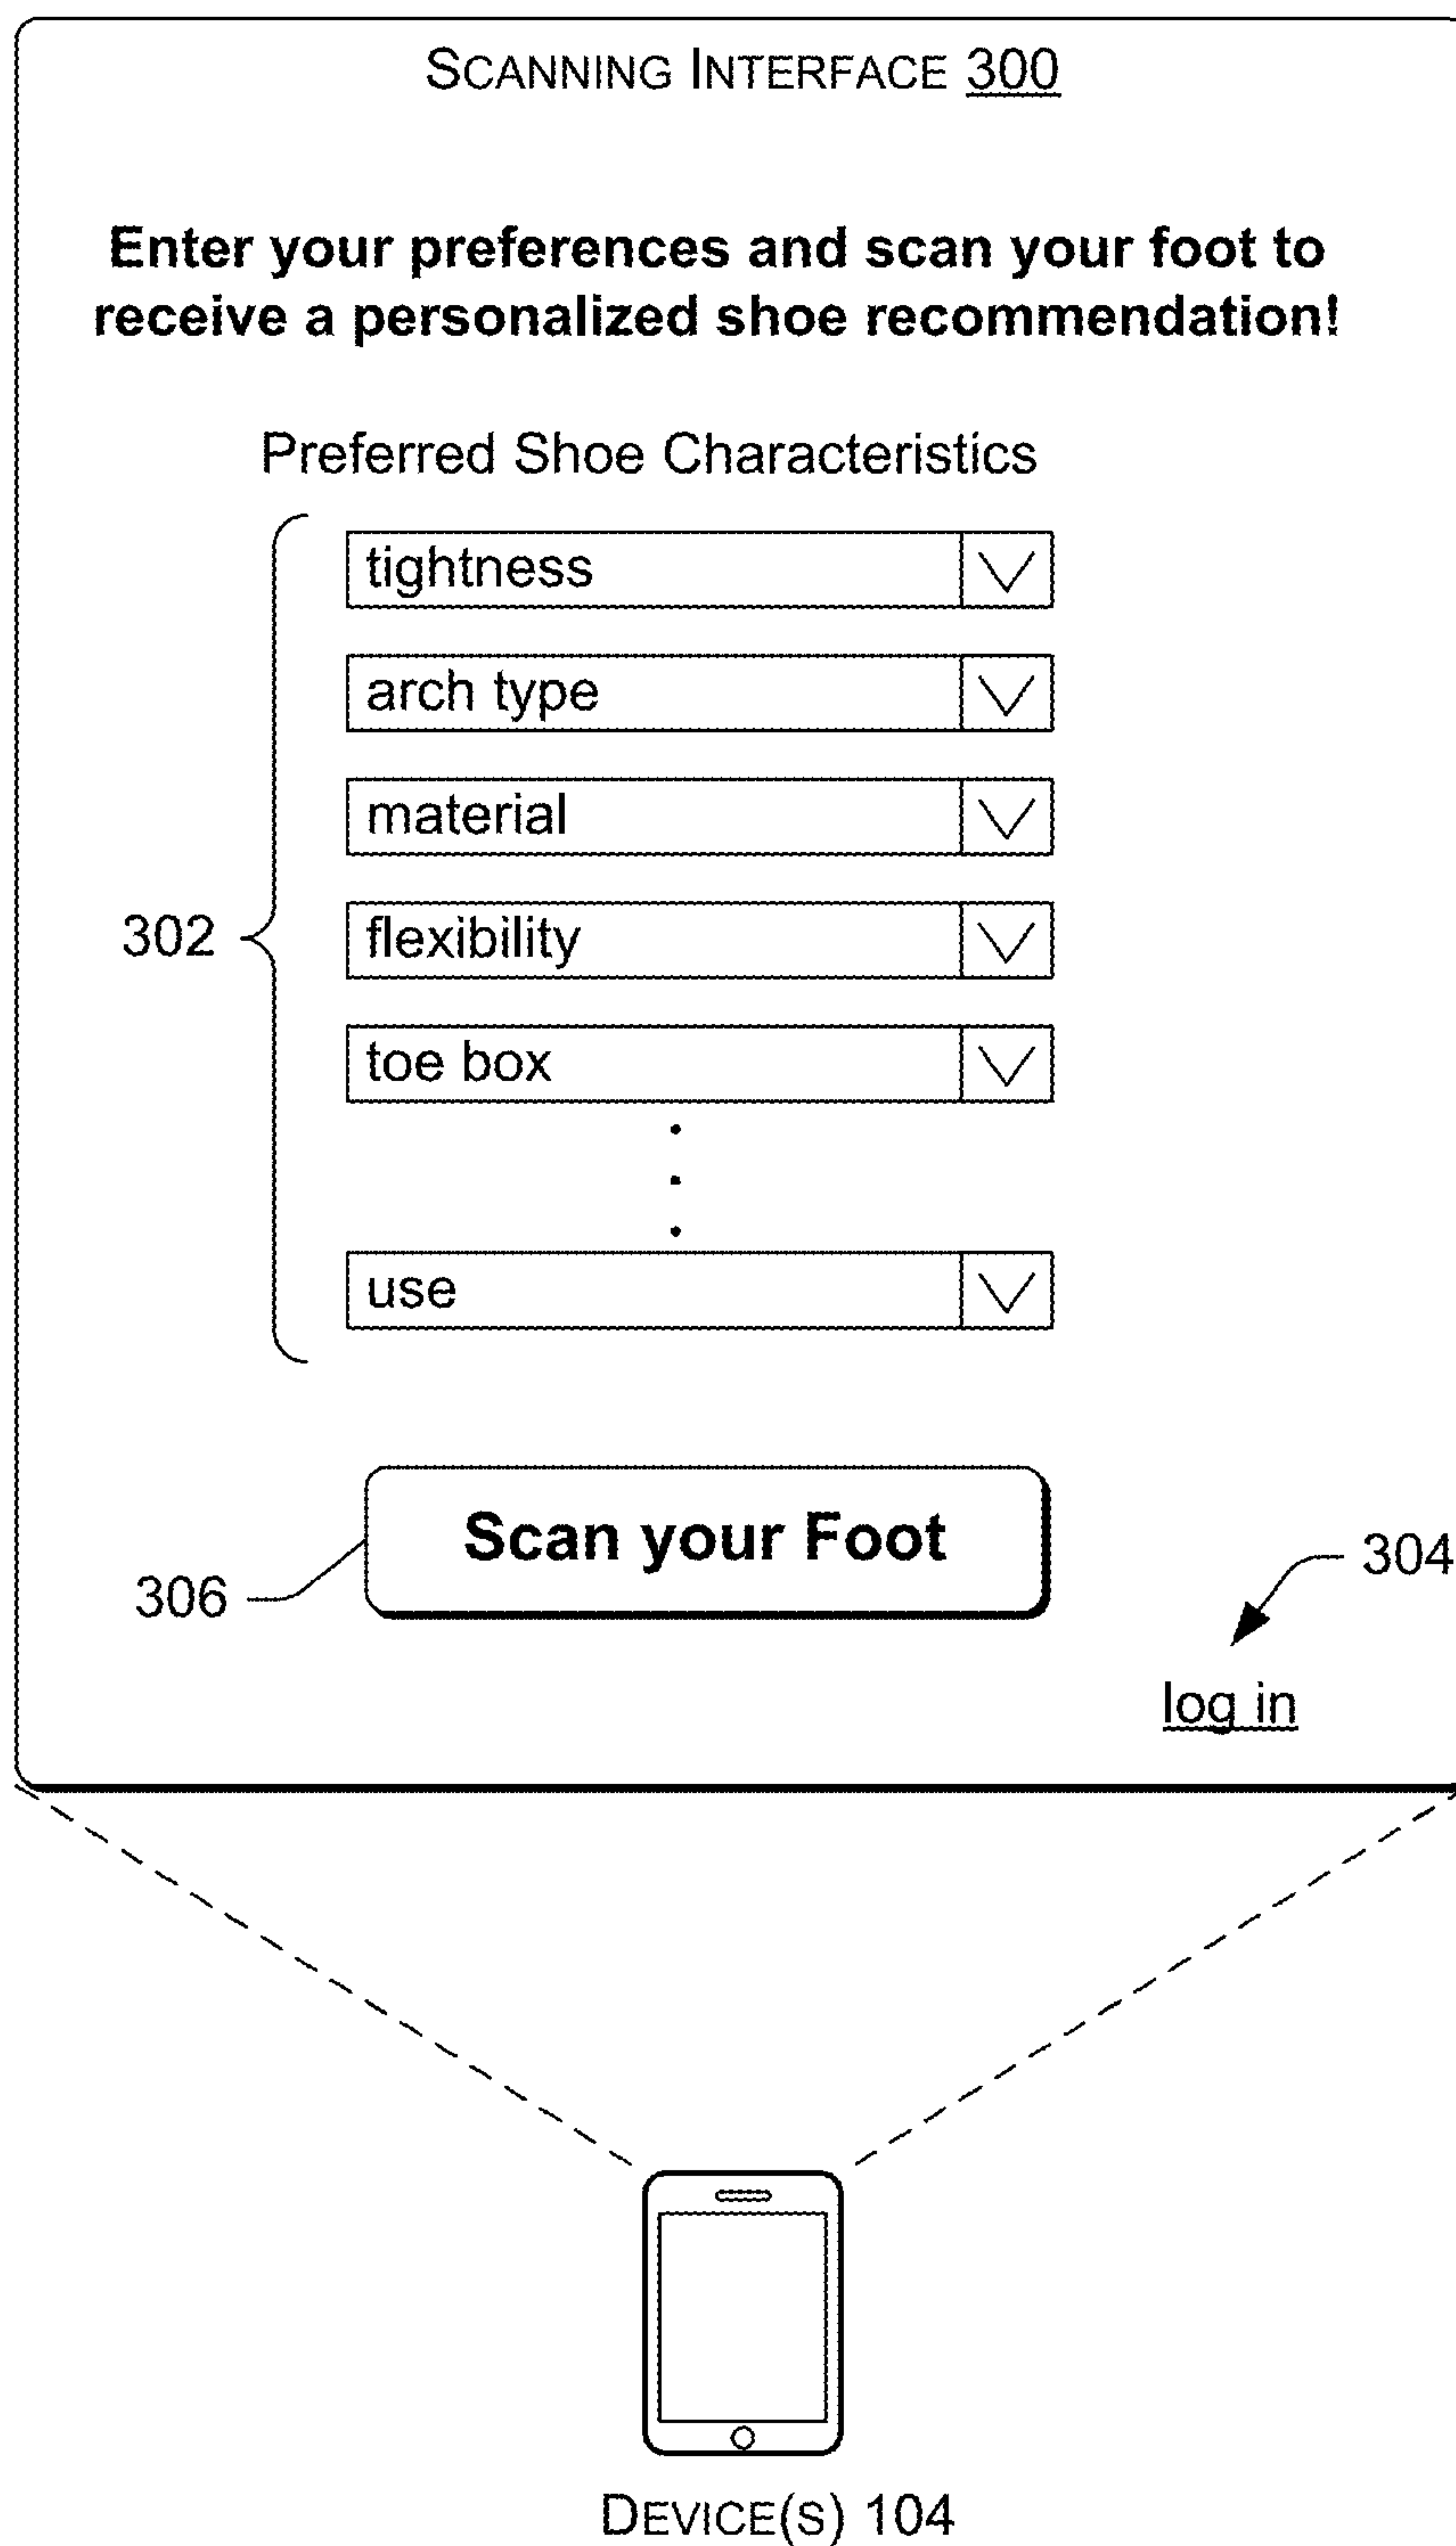 SCANNING INTERFACE 300
Enter your preferences and scan your foot to
receive a personalized shoe recommendation!
Preferred Shoe Characteristics
tightness
arch type
material
302
flexibility
toe box
use
Scan your Foot
304
306
log in
DEVICE(S) 104